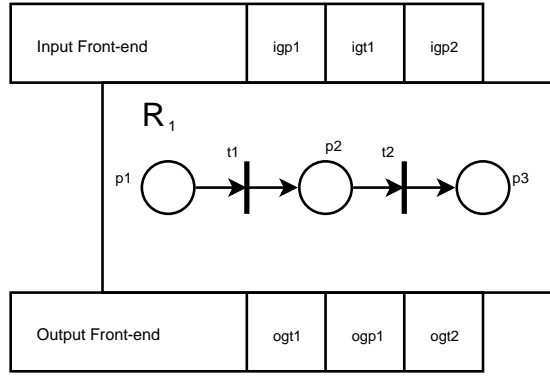 Input Front-end igp1 igt1 igp2
R1
t1 p2 t2
p1 p3
Output Front-end ogt1 ogp1 ogt2